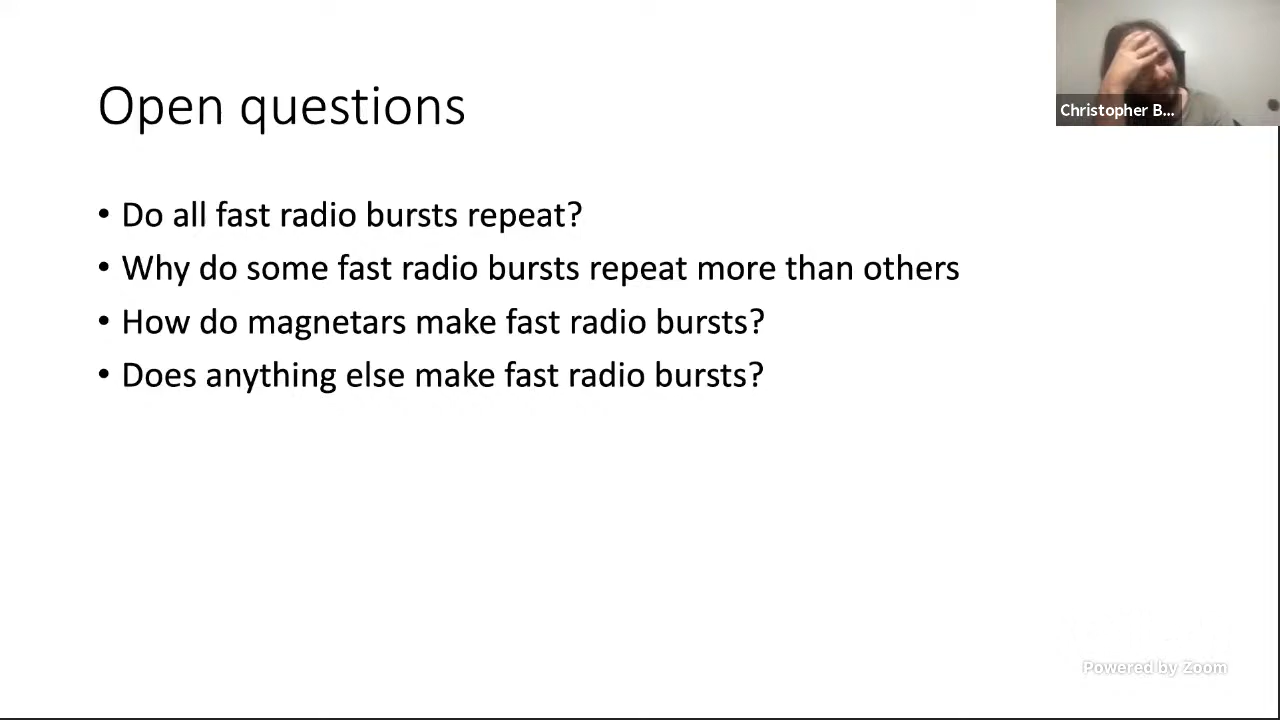 Open questions
• Do all fast radio bursts repeat?
• Why do some fast radio bursts repeat more than others
• How do magnetars make fast radio bursts?
• Does anything else make fast radio bursts?
Christopher B...
Powered by Zoom